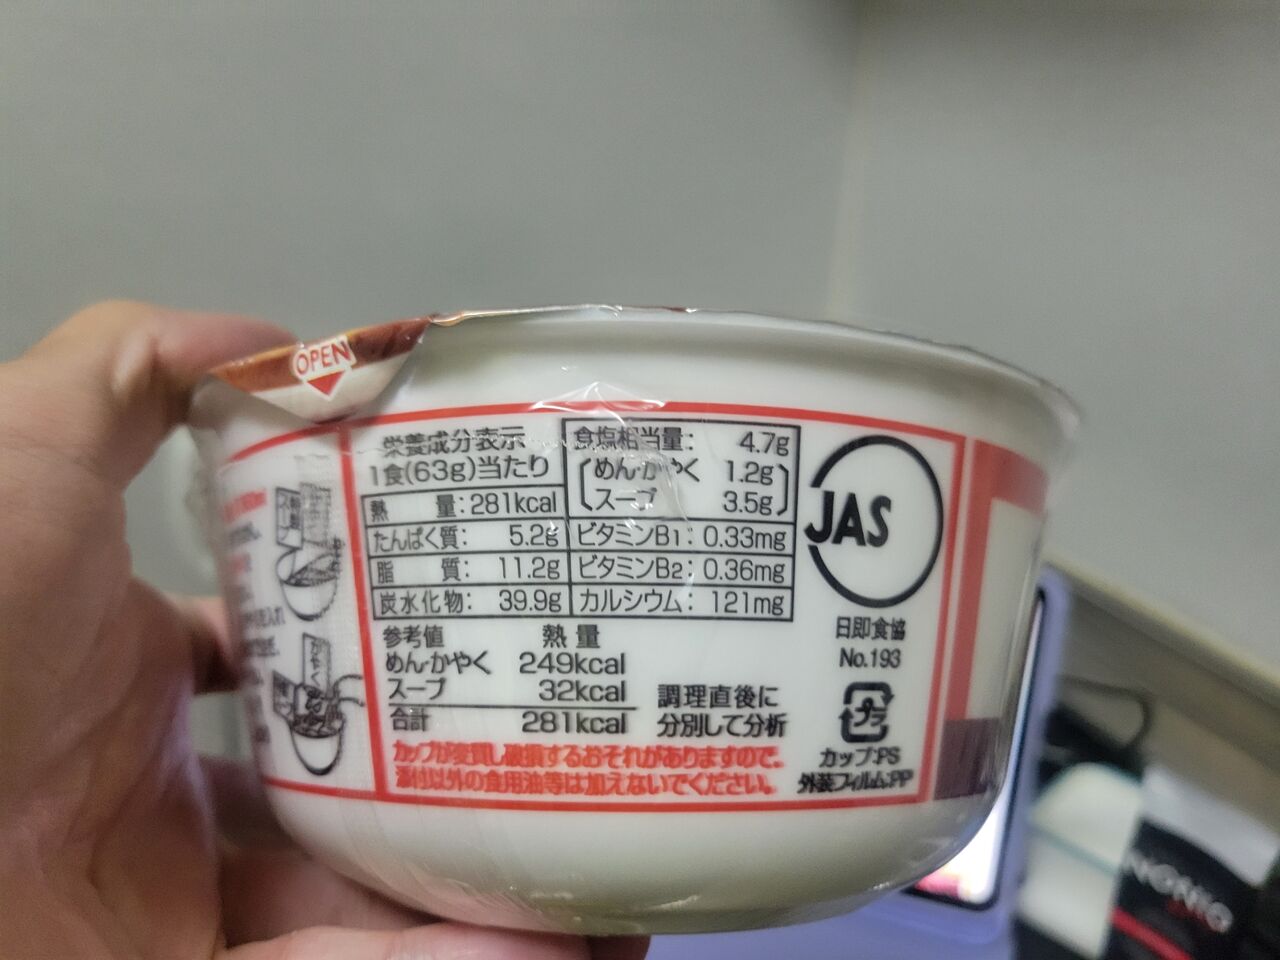 OPEN
栄養成分表示
1食(63g)当たり
熱 量: 281kcal
たんぱく質: 5.2g
脂 質: 11.2g
炭水化物: 39.9g
食塩相当量: 4.7g
めん・かやく 1.2g
スープ 3.5g
ビタミンB1: 0.33mg
ビタミンB2: 0.36mg
カルシウム: 121mg
参考値 熱量
めん・かやく 249kcal
スープ 32kcal
合計 281kcal
調理直後に
分別して分析
カップが変質し破損するおそれがありますので、
添付以外の食用油等は加えないでください。
JAS
日即食協
No.193
プラ
カップ:PS
外装フィルム:PP